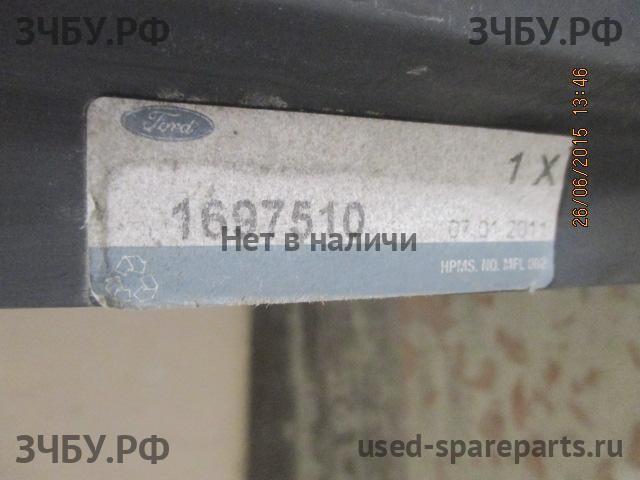 ЗЧБУ.РФ
ЗЧБУ.РФ
Ford
1 X
1697510
07.01.2011
Нет в наличи
HPMS. NO. MFL 002
26/06/2015 13:46
ЗЧБУ.РФ
used-spareparts.ru